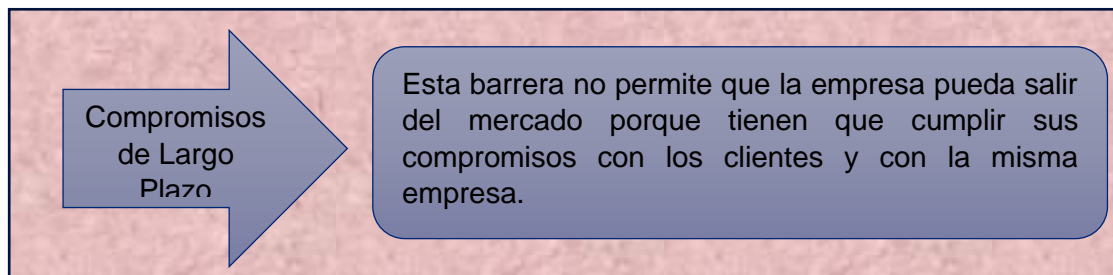 Compromisos
de Largo
Plazo
Esta barrera no permite que la empresa pueda salir
del mercado porque tienen que cumplir sus
compromisos con los clientes y con la misma
empresa.